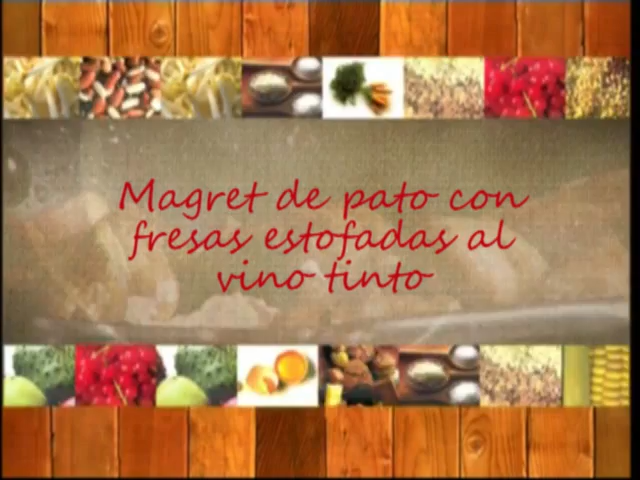 Magret de pato con
fresas estofadas al
vino tinto